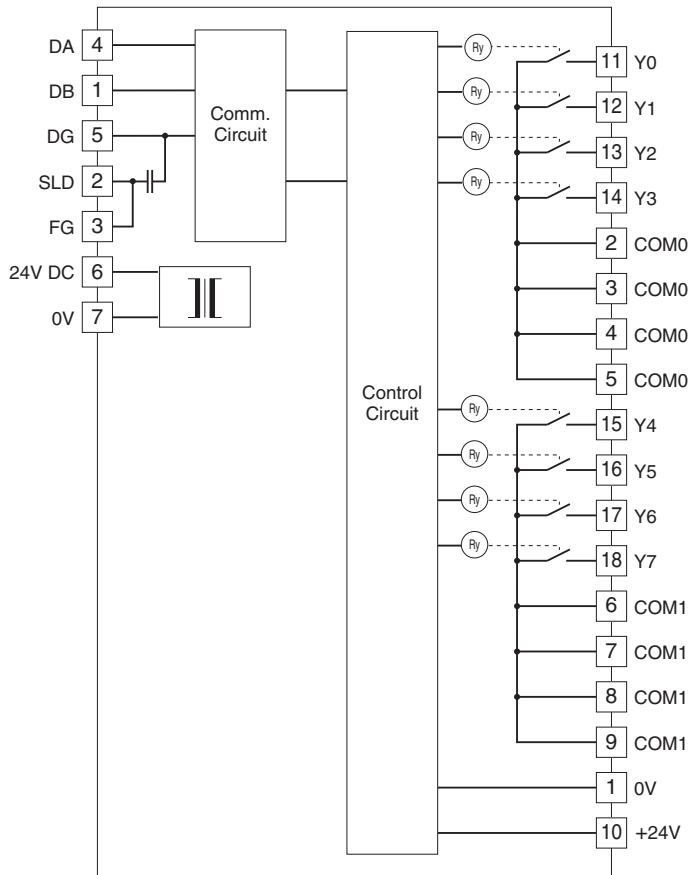 DA 4
DB 1
DG 5
SLD 2
FG 3
24V DC 6
0V 7
Comm.
Circuit
Control
Circuit
Ry 11 Y0
Ry 12 Y1
Ry 13 Y2
Ry 14 Y3
2 COM0
3 COM0
4 COM0
5 COM0
Ry 15 Y4
Ry 16 Y5
Ry 17 Y6
Ry 18 Y7
6 COM1
7 COM1
8 COM1
9 COM1
1 0V
10 +24V